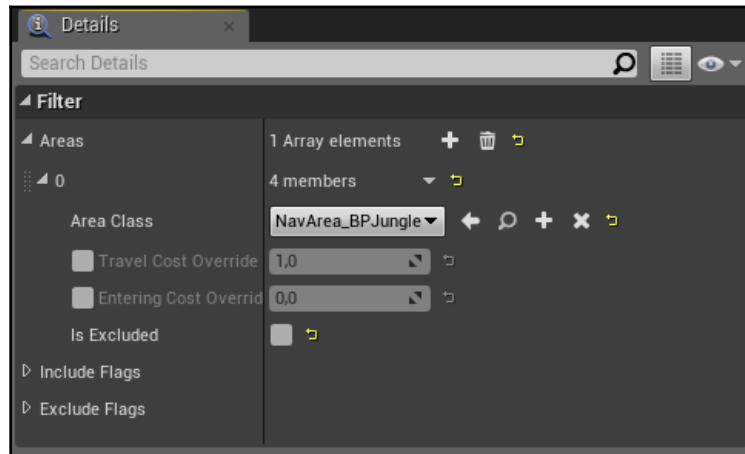 Details
Search Details
Filter
Areas 1 Array elements
0 4 members
Area Class NavArea_BPJungle
Travel Cost Override 1,0
Entering Cost Overrid 0,0
Is Excluded
Include Flags
Exclude Flags